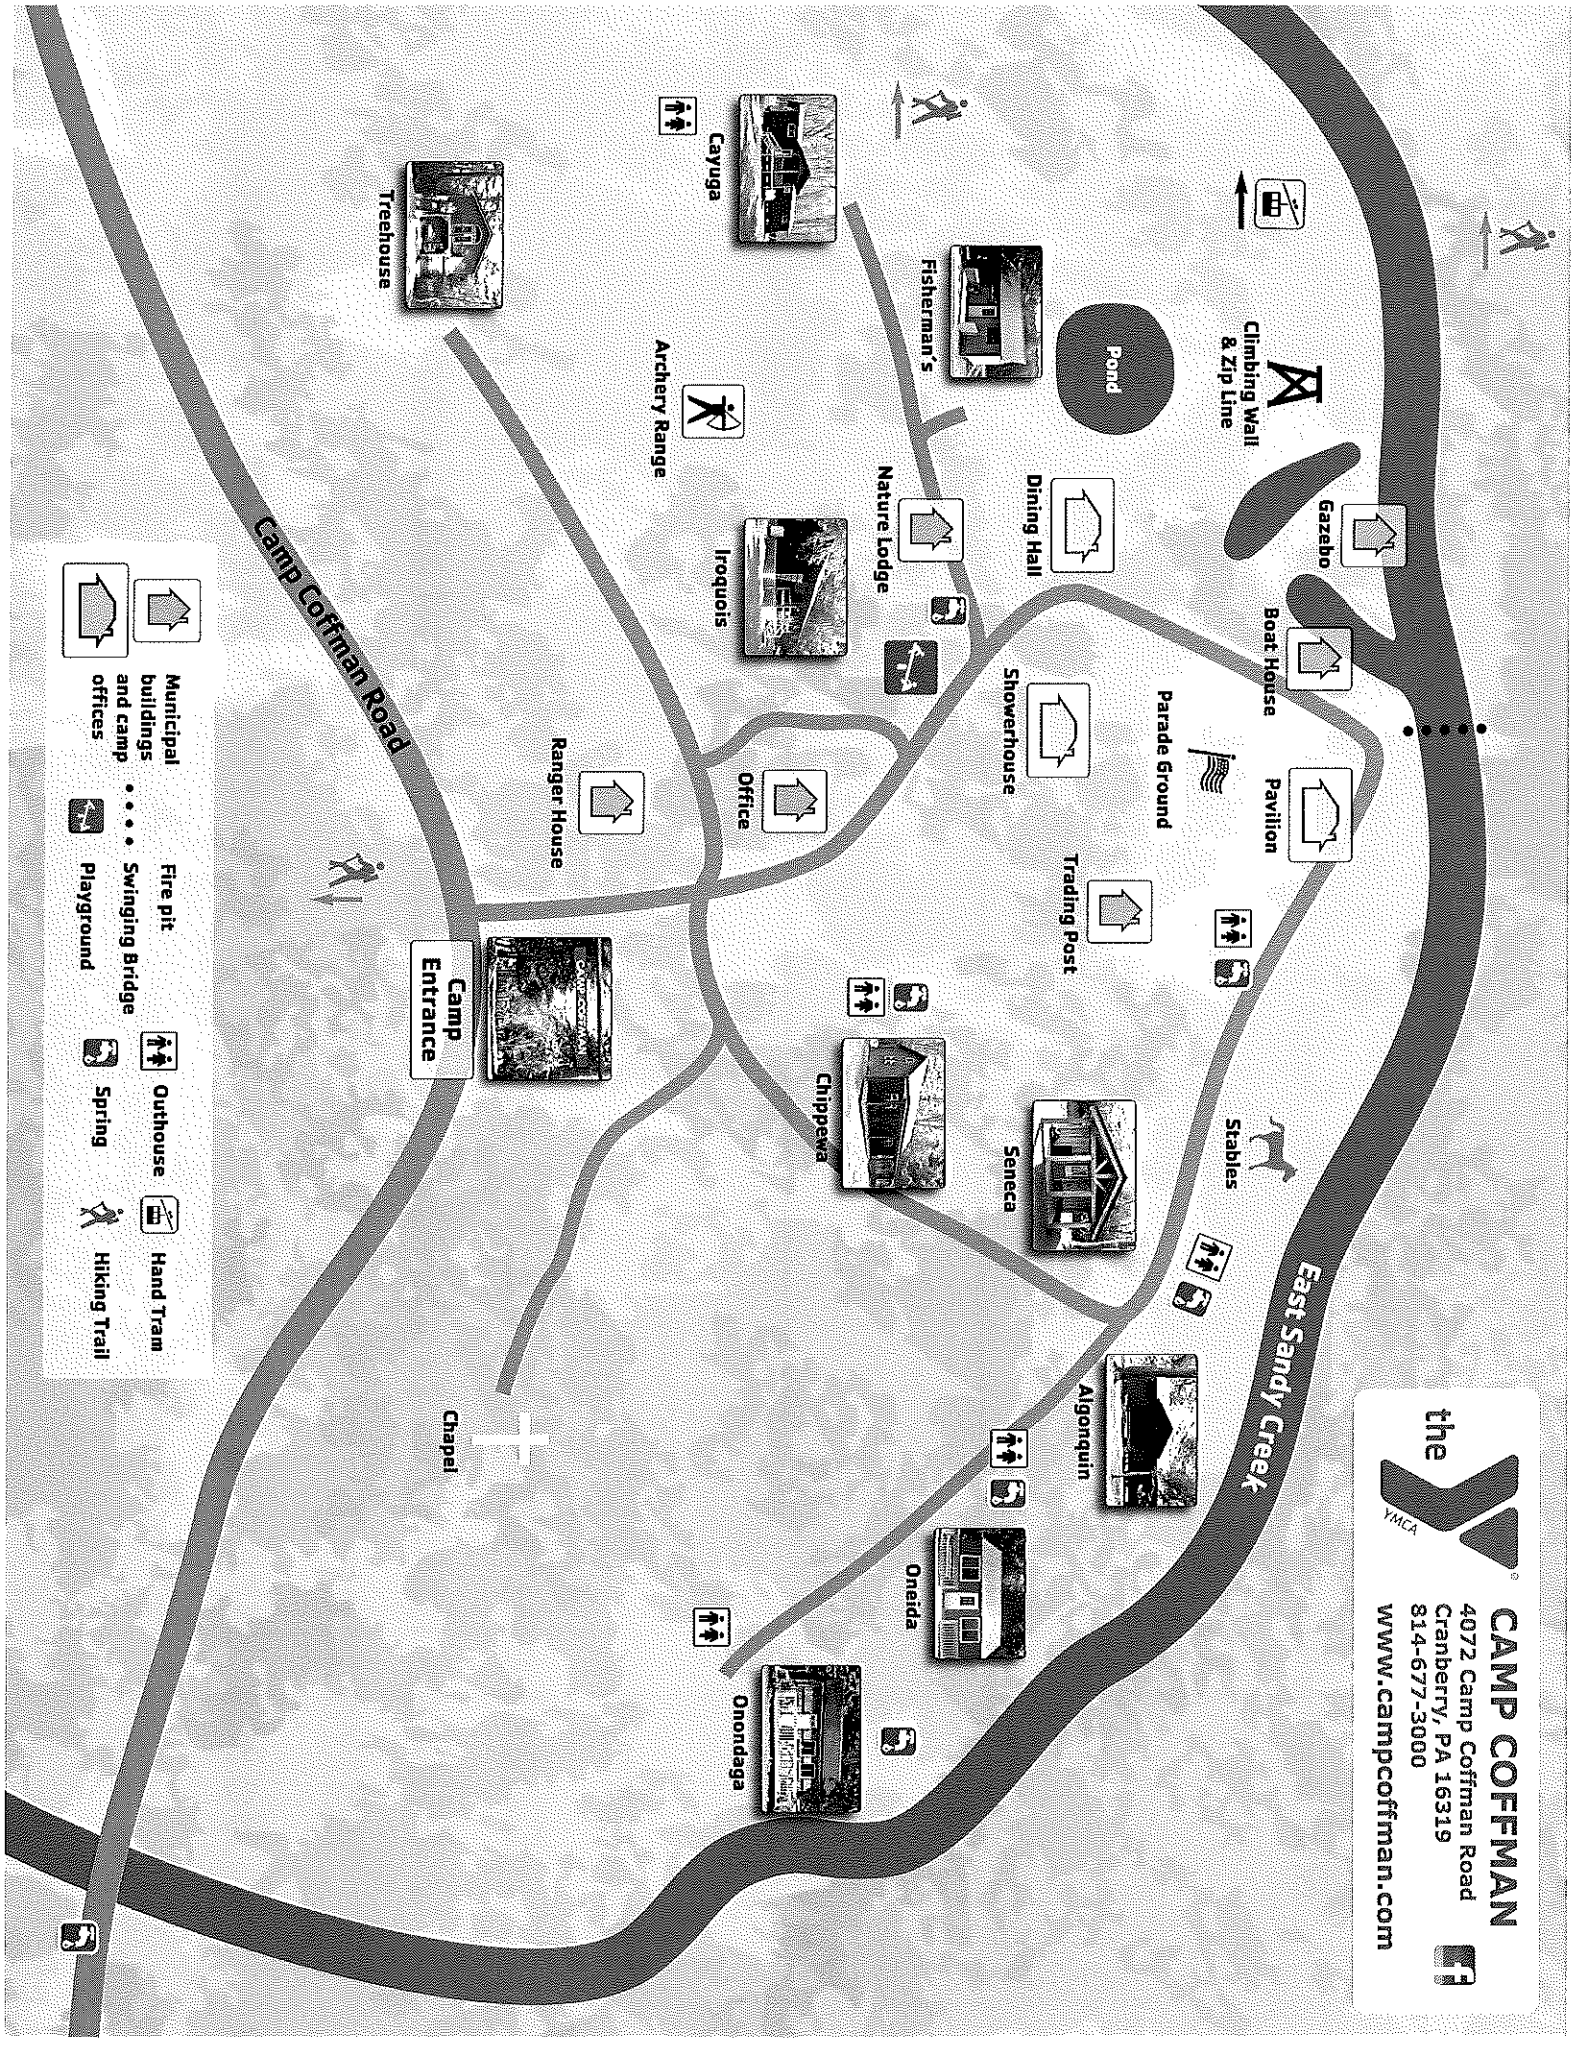 the
YMCA
CAMP COFFMAN
4072 Camp Coffman Road
Cranberry, PA 16319
814-677-3000
www.campcoffman.com
f
Gazebo
Boat House
Pavilion
Climbing Wall
& Zip Line
Parade Ground
Stables
East Sandy Creek
Pond
Dining Hall
Showerhouse
Trading Post
Seneca
Algonquin
Fisherman's
Nature Lodge
Chippewa
Oneida
Cayuga
Iroquois
Office
Onondaga
Archery Range
Ranger House
Treehouse
Camp
Entrance
Chapel
Camp Coffman Road
Municipal
buildings
and camp
offices
Fire pit
Swinging Bridge
Playground
Outhouse
Spring
Hand Tram
Hiking Trail